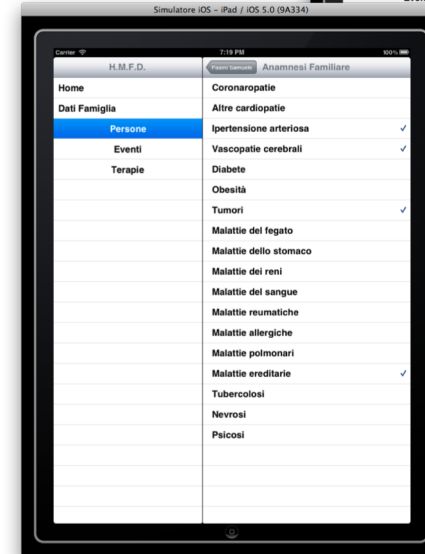 Simulatore iOS - iPad / iOS 5.0 (9A334)
Carrier 7:19 PM 100%
H.M.F.D.
Home
Dati Famiglia
Persone
Eventi
Terapie
Anamnesi Familiare
Coronaropatie
Altre cardiopatie
Ipertensione arteriosa
Vascopatie cerebrali
Diabete
Obesità
Tumori
Malattie del fegato
Malattie dello stomaco
Malattie dei reni
Malattie del sangue
Malattie reumatiche
Malattie allergiche
Malattie polmonari
Malattie ereditarie
Tubercolosi
Nevrosi
Psicosi